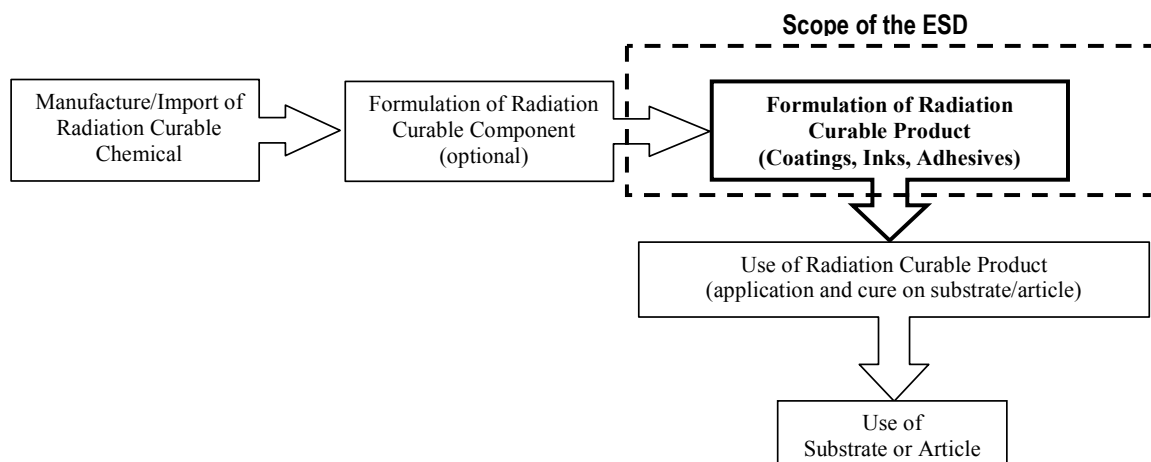 Scope of the ESD
Manufacture/Import of
Radiation Curable
Chemical
Formulation of Radiation
Curable Component
(optional)
Formulation of Radiation
Curable Product
(Coatings, Inks, Adhesives)
Use of Radiation Curable Product
(application and cure on substrate/article)
Use of
Substrate or Article